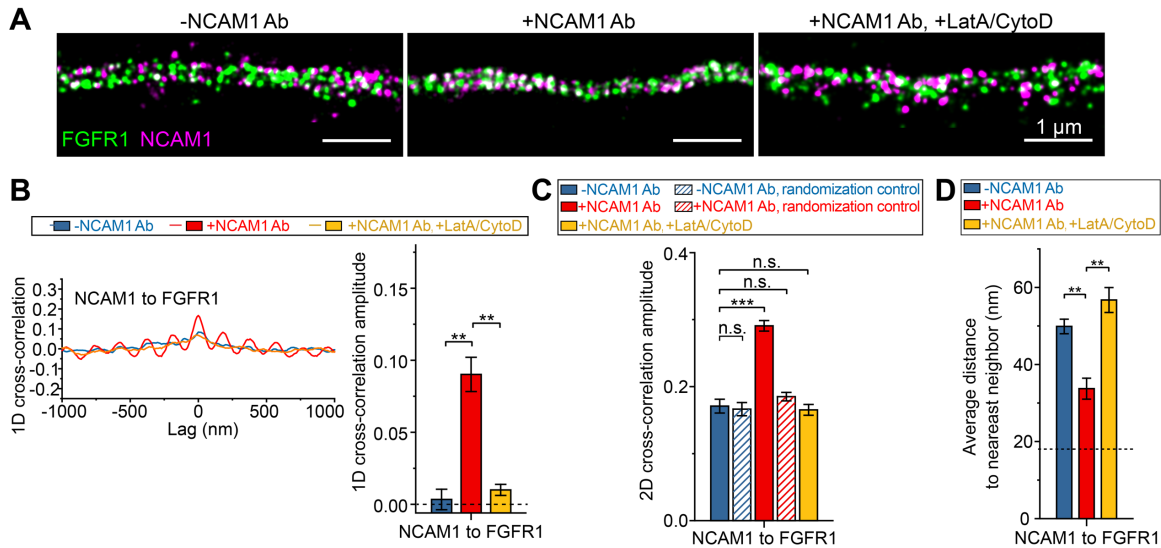 A
-NCAM1 Ab
+NCAM1 Ab
+NCAM1 Ab, +LatA/CytoD
FGFR1 NCAM1
1 μm
B
-NCAM1 Ab
+NCAM1 Ab
+NCAM1 Ab, +LatA/CytoD
1D cross-correlation
0.3
0.2
0.1
0.0
-0.1
-0.2
NCAM1 to FGFR1
-1000 -500 0 500 1000
Lag (nm)
1D cross-correlation amplitude
0.15
0.10
0.05
0.00
** **
NCAM1 to FGFR1
C
-NCAM1 Ab -NCAM1 Ab, randomization control
+NCAM1 Ab +NCAM1 Ab, randomization control
+NCAM1 Ab, +LatA/CytoD
2D cross-correlation amplitude
0.4
0.2
0.0
n.s.
n.s.
***
n.s.
NCAM1 to FGFR1
D
-NCAM1 Ab
+NCAM1 Ab
+NCAM1 Ab, +LatA/CytoD
Average distance
to neareast neighbor (nm)
60
40
20
0
** **
NCAM1 to FGFR1